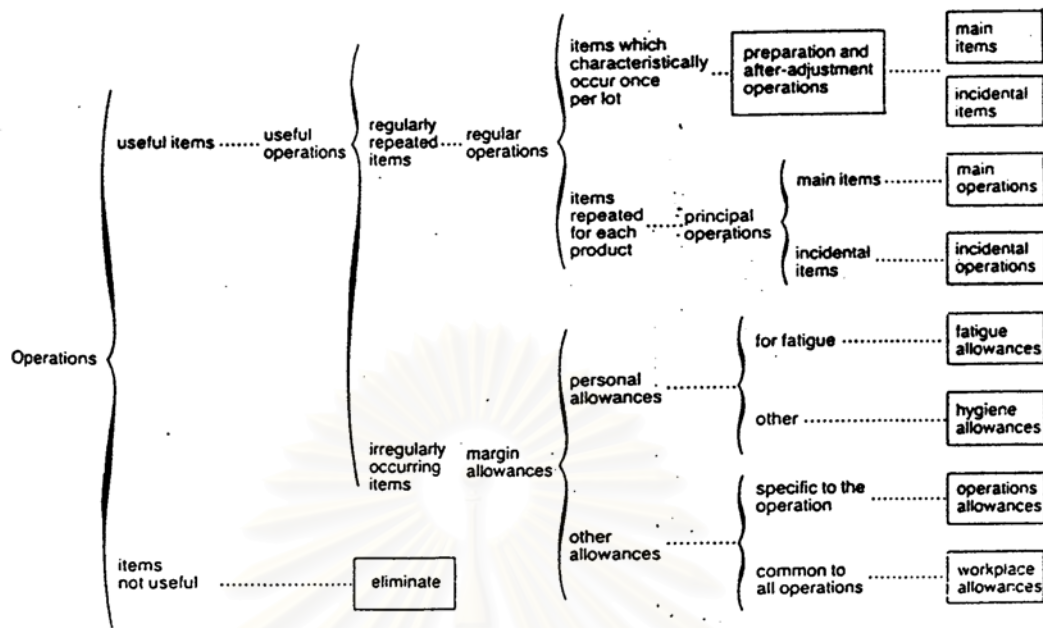 Operations
useful items
useful
operations
regularly
repeated
items
regular
operations
items which
characteristically
occur once
per lot
preparation and
after-adjustment
operations
main
items
incidental
items
items
repeated
for each
product
principal
operations
main items
main
operations
incidental
items
incidental
operations
irregularly
occurring
items
margin
allowances
personal
allowances
for fatigue
fatigue
allowances
other
hygiene
allowances
other
allowances
specific to the
operation
operations
allowances
common to
all operations
workplace
allowances
items
not useful
eliminate